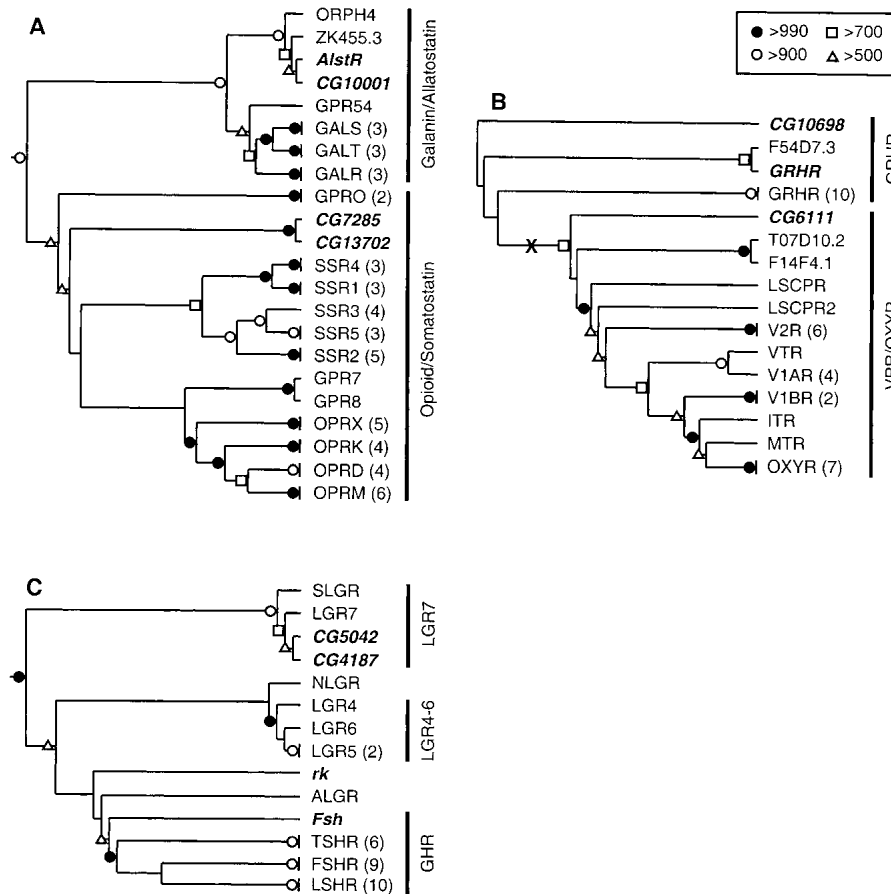 A
ORPH4
ZK455.3
AlstR
CG10001
GPR54
GALS (3)
GALT (3)
GALR (3)
Galanin/Allatostatin
GPRO (2)
CG7285
CG13702
SSR4 (3)
SSR1 (3)
SSR3 (4)
SSR5 (3)
SSR2 (5)
GPR7
GPR8
OPRX (5)
OPRK (4)
OPRD (4)
OPRM (6)
Opioid/Somatostatin
>990 >700
>900 >500
B
CG10698
F54D7.3
GRHR
GRHR (10)
GRHR
CG6111
T07D10.2
F14F4.1
LSCPR
LSCPR2
V2R (6)
VTR
V1AR (4)
V1BR (2)
ITR
MTR
OXYR (7)
VPR/OXYR
X
C
SLGR
LGR7
CG5042
CG4187
LGR7
NLGR
LGR4
LGR6
LGR5 (2)
LGR4-6
rk
ALGR
Fsh
TSHR (6)
FSHR (9)
LSHR (10)
GHR